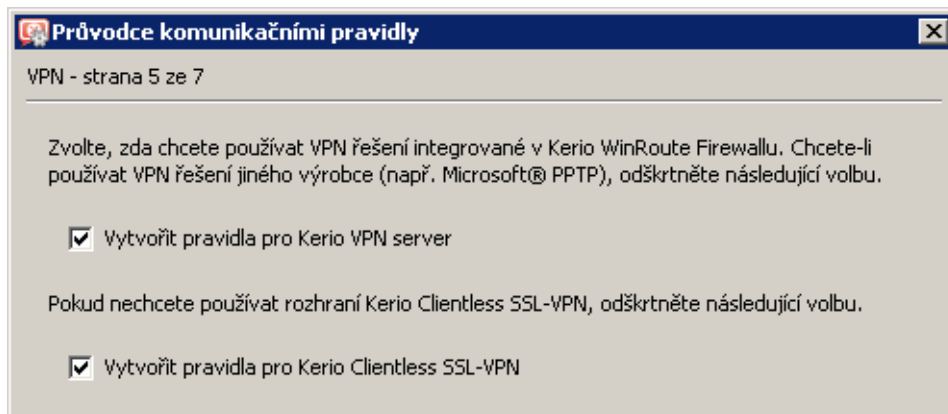 Průvodce komunikačními pravidly
VPN - strana 5 ze 7
Zvolte, zda chcete používat VPN řešení integrované v Kerio WinRoute Firewallu. Chcete-li
používat VPN řešení jiného výrobce (např. Microsoft® PPTP), odškrtněte následující volbu.
Vytvořit pravidla pro Kerio VPN server
Pokud nechcete používat rozhraní Kerio Clientless SSL-VPN, odškrtněte následující volbu.
Vytvořit pravidla pro Kerio Clientless SSL-VPN